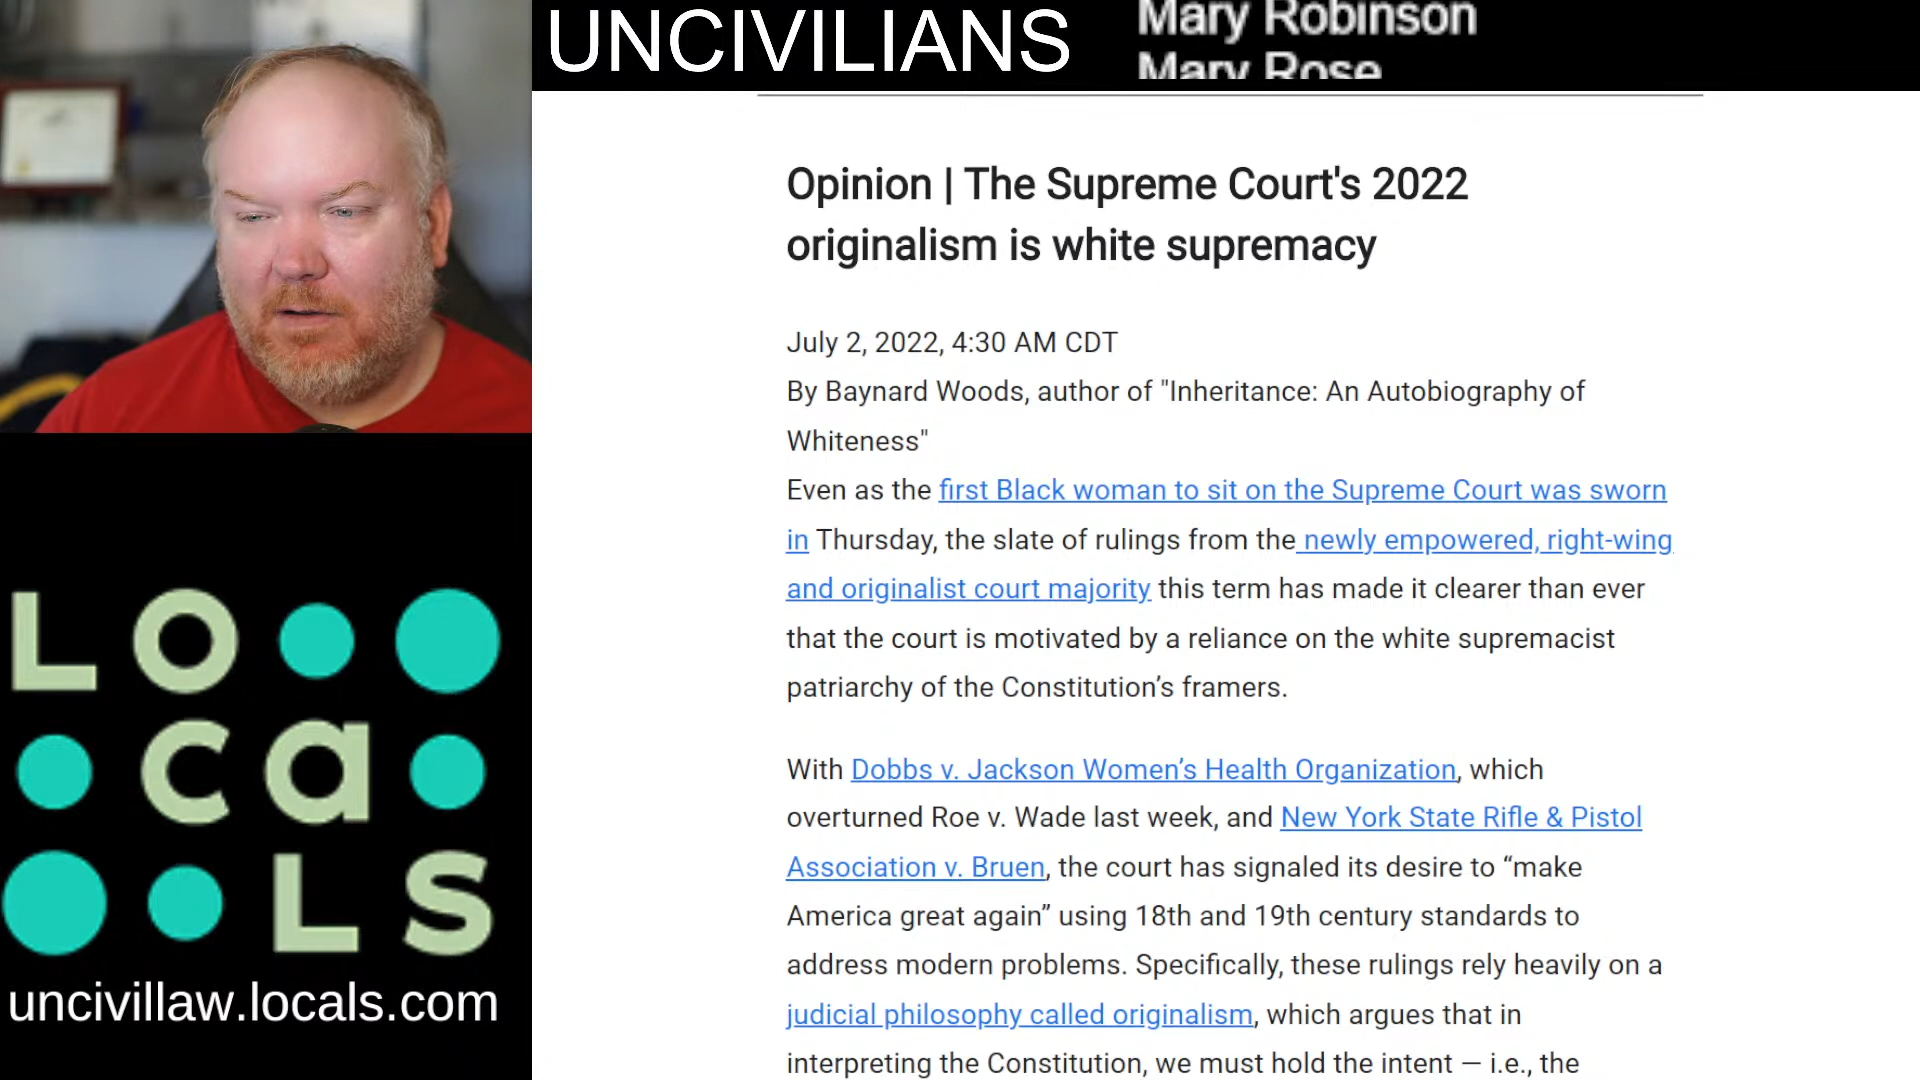 UNCIVILIANS
Mary Robinson
Mary Rose
Opinion | The Supreme Court's 2022
originalism is white supremacy
July 2, 2022, 4:30 AM CDT
By Baynard Woods, author of "Inheritance: An Autobiography of
Whiteness"
Even as the first Black woman to sit on the Supreme Court was sworn
in Thursday, the slate of rulings from the newly empowered, right-wing
and originalist court majority this term has made it clearer than ever
that the court is motivated by a reliance on the white supremacist
patriarchy of the Constitution’s framers.
With Dobbs v. Jackson Women’s Health Organization, which
overturned Roe v. Wade last week, and New York State Rifle & Pistol
Association v. Bruen, the court has signaled its desire to “make
America great again” using 18th and 19th century standards to
address modern problems. Specifically, these rulings rely heavily on a
judicial philosophy called originalism, which argues that in
interpreting the Constitution, we must hold the intent — i.e., the
LO
ca
LS
uncivillaw.locals.com